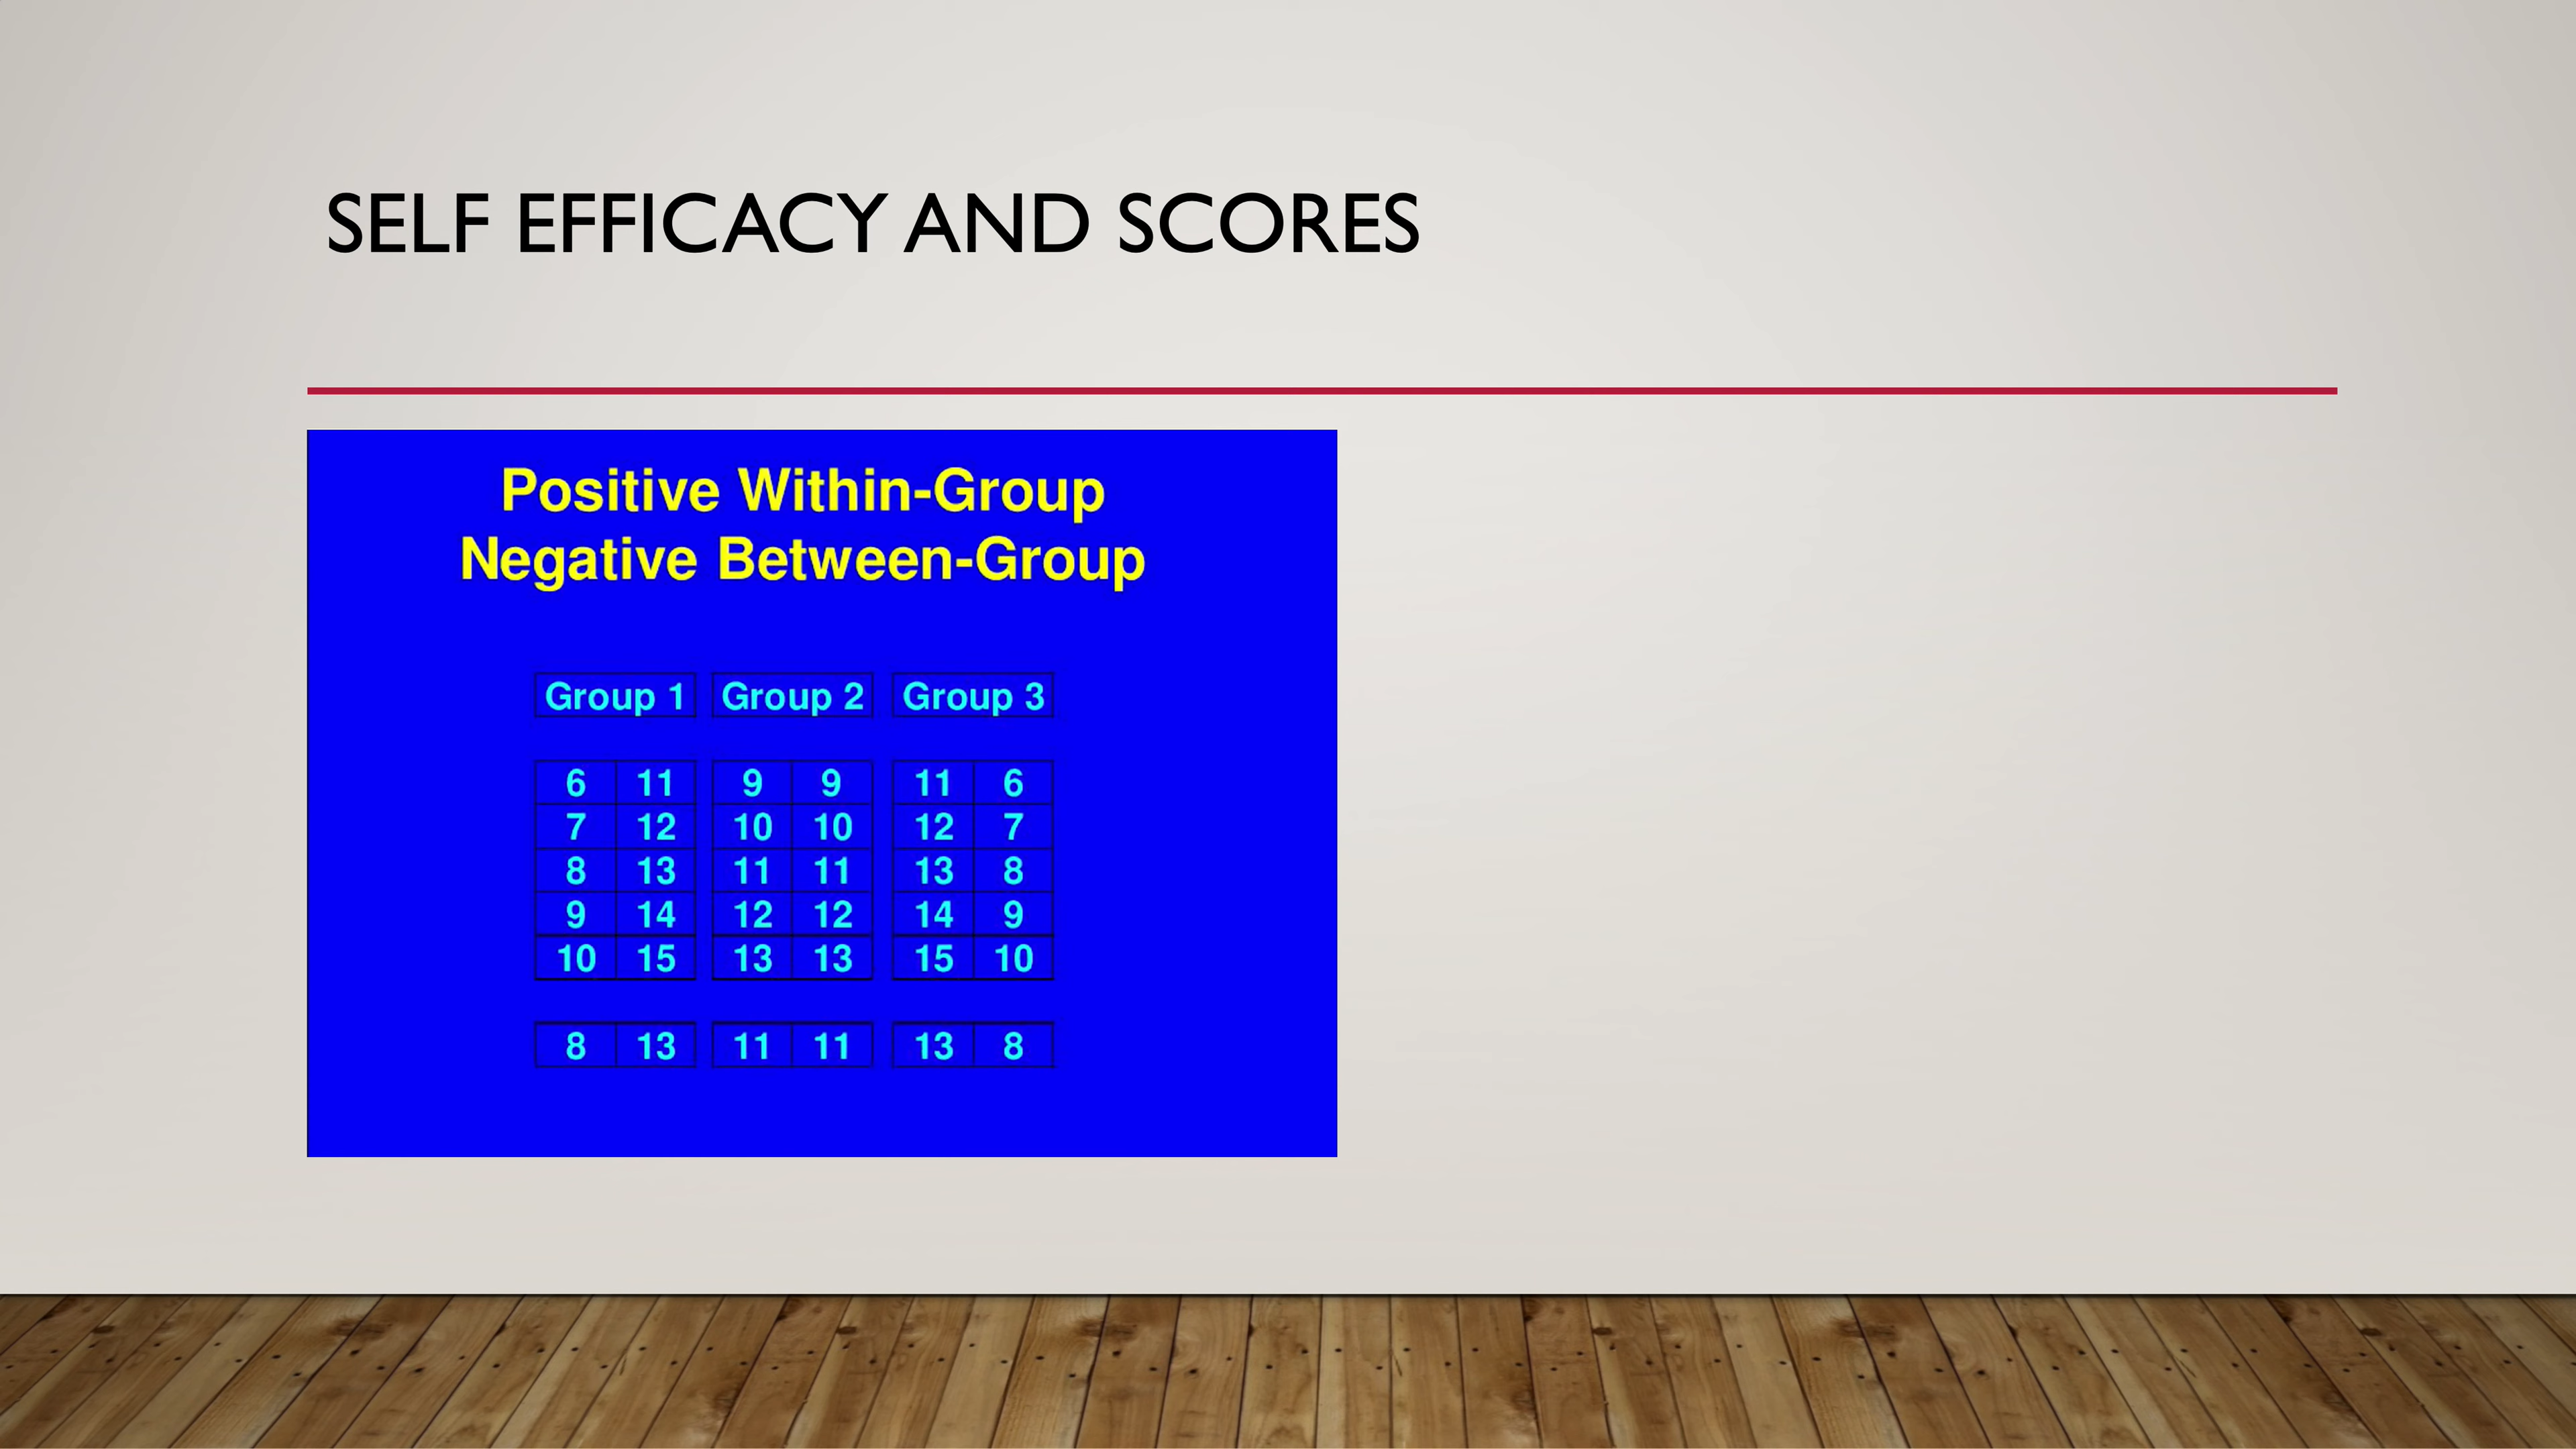 SELF EFFICACY AND SCORES
Positive Within-Group
Negative Between-Group
Group 1 Group 2 Group 3
6 11 9 9 11 6
7 12 10 10 12 7
8 13 11 11 13 8
9 14 12 12 14 9
10 15 13 13 15 10
8 13 11 11 13 8